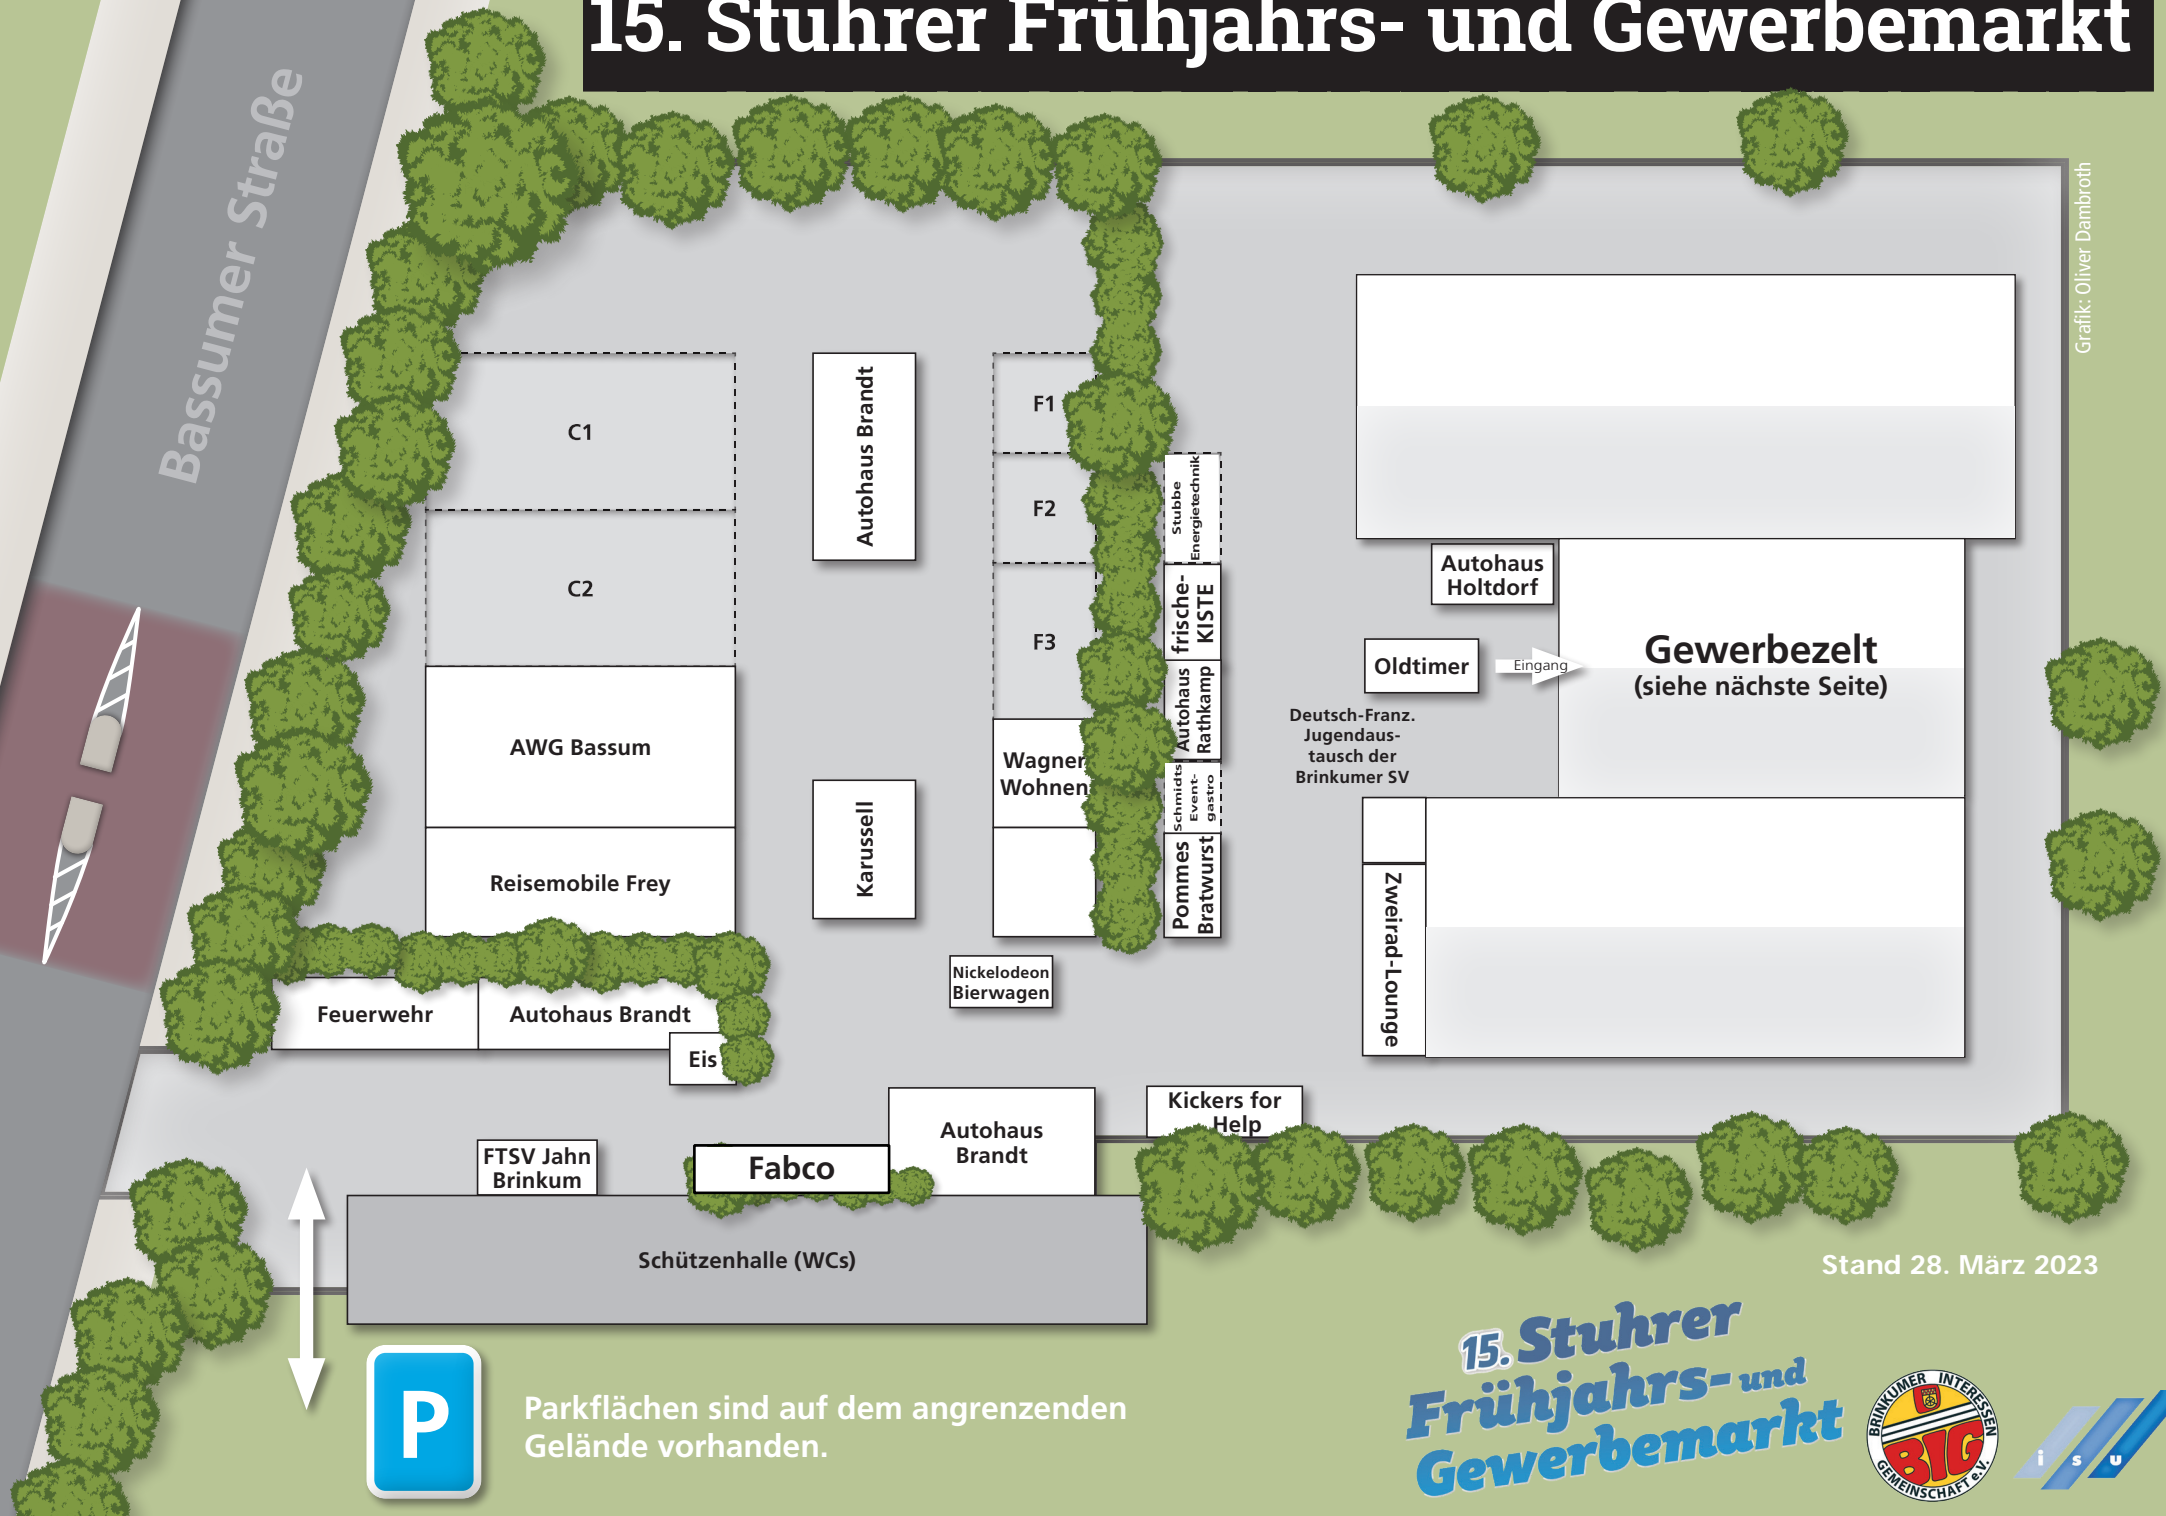 15. Stuhrer Frühjahrs- und Gewerbemarkt
Bassumer Straße
Grafik: Oliver Dambroth
C1
Autohaus Brandt
F1
Stubbe
Energietechnik
F2
C2
Autohaus
Holtdorf
frische-
KISTE
F3
Gewerbezelt
(siehe nächste Seite)
Oldtimer
Eingang
Autohaus
Rathkamp
Deutsch-Franz.
Jugendaus-
tausch der
Brinkumer SV
AWG Bassum
Wagner
Wohnen
Schmidts
Event-
gastro
Karussell
Reisemobile Frey
Pommes
Bratwurst
Zweirad-Lounge
Nickelodeon
Bierwagen
Feuerwehr
Autohaus Brandt
Eis
Kickers for
Help
Autohaus
Brandt
FTSV Jahn
Brinkum
Fabco
Schützenhalle (WCs)
Stand 28. März 2023
P
Parkflächen sind auf dem angrenzenden
Gelände vorhanden.
15. Stuhrer
Frühjahrs- und
Gewerbemarkt
BRINKUMER INTERESSEN
BIG
GEMEINSCHAFT e.V.
i s u